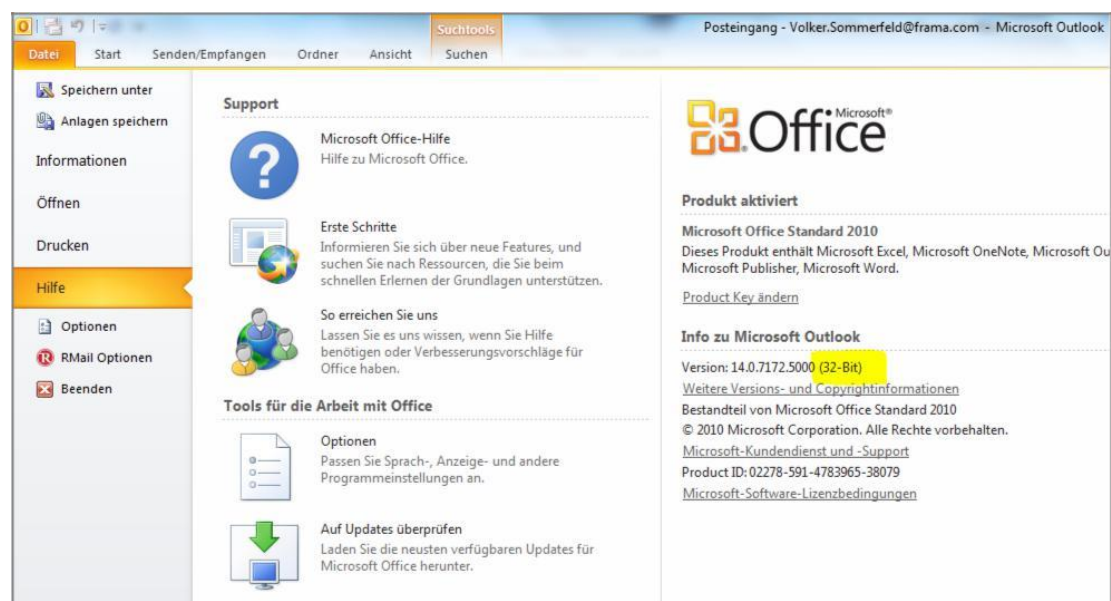 Suchtools
Posteingang - Volker.Sommerfeld@frama.com - Microsoft Outlook
Datei Start Senden/Empfangen Ordner Ansicht Suchen
Speichern unter
Anlagen speichern
Informationen
Öffnen
Drucken
Hilfe
Optionen
RMail Optionen
Beenden
Support
Microsoft Office-Hilfe
Hilfe zu Microsoft Office.
Erste Schritte
Informieren Sie sich über neue Features, und
suchen Sie nach Ressourcen, die Sie beim
schnellen Erlernen der Grundlagen unterstützen.
So erreichen Sie uns
Lassen Sie es uns wissen, wenn Sie Hilfe
benötigen oder Verbesserungsvorschläge für
Office haben.
Tools für die Arbeit mit Office
Optionen
Passen Sie Sprach-, Anzeige- und andere
Programmeinstellungen an.
Auf Updates überprüfen
Laden Sie die neusten verfügbaren Updates für
Microsoft Office herunter.
Microsoft®
Office
Produkt aktiviert
Microsoft Office Standard 2010
Dieses Produkt enthält Microsoft Excel, Microsoft OneNote, Microsoft Ou
Microsoft Publisher, Microsoft Word.
Product Key ändern
Info zu Microsoft Outlook
Version: 14.0.7172.5000 (32-Bit)
Weitere Versions- und Copyrightinformationen
Bestandteil von Microsoft Office Standard 2010
© 2010 Microsoft Corporation. Alle Rechte vorbehalten.
Microsoft-Kundendienst und -Support
Product ID: 02278-591-4783965-38079
Microsoft-Software-Lizenzbedingungen